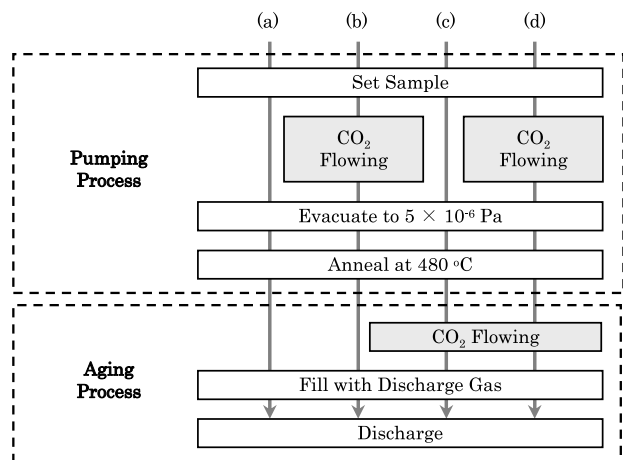 (a) (b) (c) (d)
Set Sample
CO₂ Flowing
CO₂ Flowing
Pumping Process
Evacuate to 5 × 10⁻⁶ Pa
Anneal at 480 ºC
CO₂ Flowing
Aging Process
Fill with Discharge Gas
Discharge